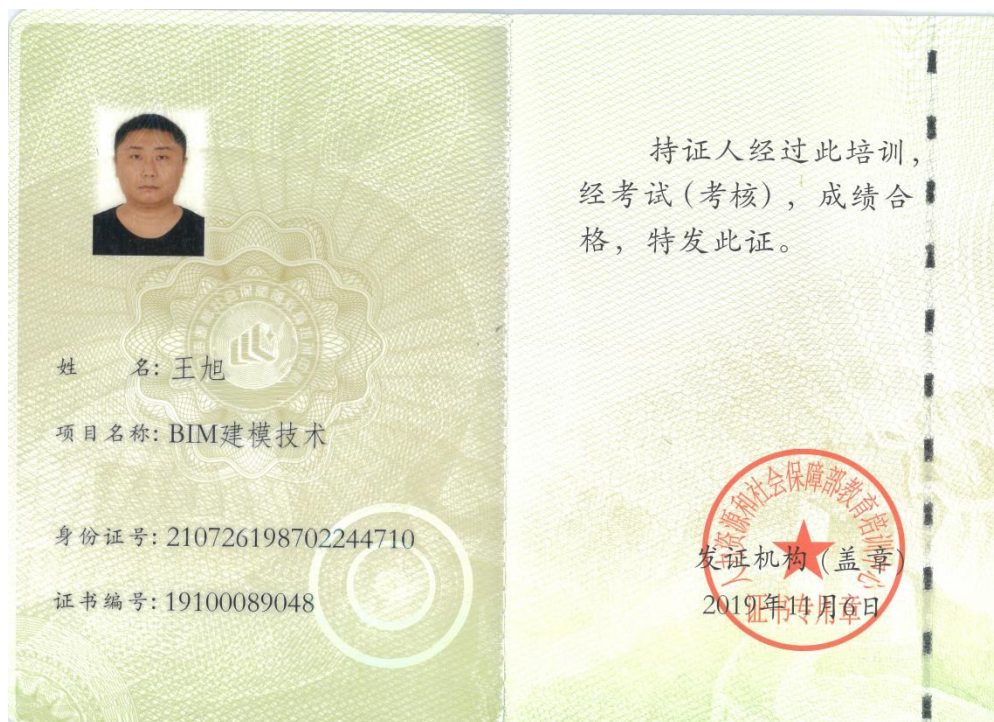 姓 名: 王旭
项目名称: BIM建模技术
身份证号: 210726198702244710
证书编号: 19100089048
持证人经过此培训,
经考试(考核), 成绩合
格, 特发此证。
人力资源和社会保障部教育培训中心
发证机构 (盖章)
2019年11月6日
证书专用章